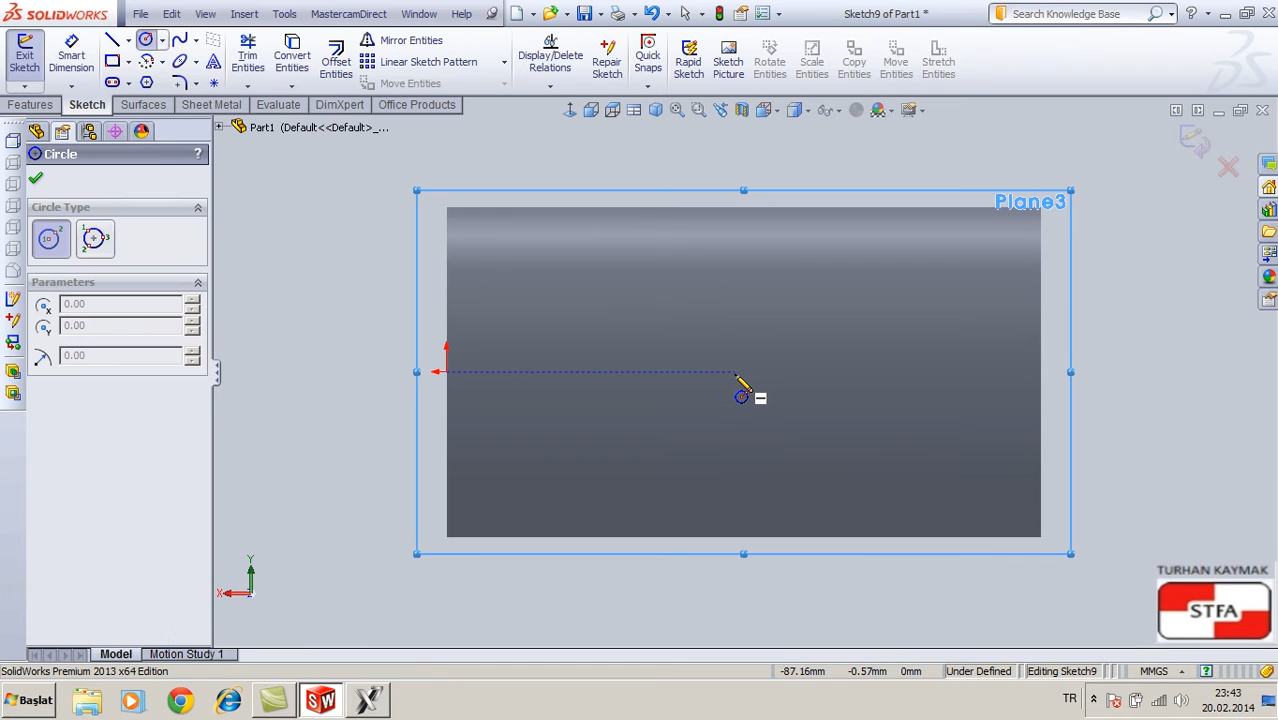 SOLIDWORKS
File
Edit
View
Insert
Tools
MastercamDirect
Window
Help
Sketch9 of Part1 *
Search Knowledge Base
Exit Sketch
Smart Dimension
Trim Entities
Convert Entities
Offset Entities
Mirror Entities
Linear Sketch Pattern
Move Entities
Display/Delete Relations
Repair Sketch
Quick Snaps
Rapid Sketch
Sketch Picture
Rotate Entities
Scale Entities
Copy Entities
Move Entities
Stretch Entities
Features
Sketch
Surfaces
Sheet Metal
Evaluate
DimXpert
Office Products
Part1 (Default<<Default>_...
Circle
?
Circle Type
Parameters
0.00
0.00
0.00
Plane3
Y
X
TURHAN KAYMAK
STFA
Model
Motion Study 1
SolidWorks Premium 2013 x64 Edition
-87.16mm
-0.57mm
0mm
Under Defined
Editing Sketch9
MMGS
?
Başlat
SW
TR
23:43
20.02.2014